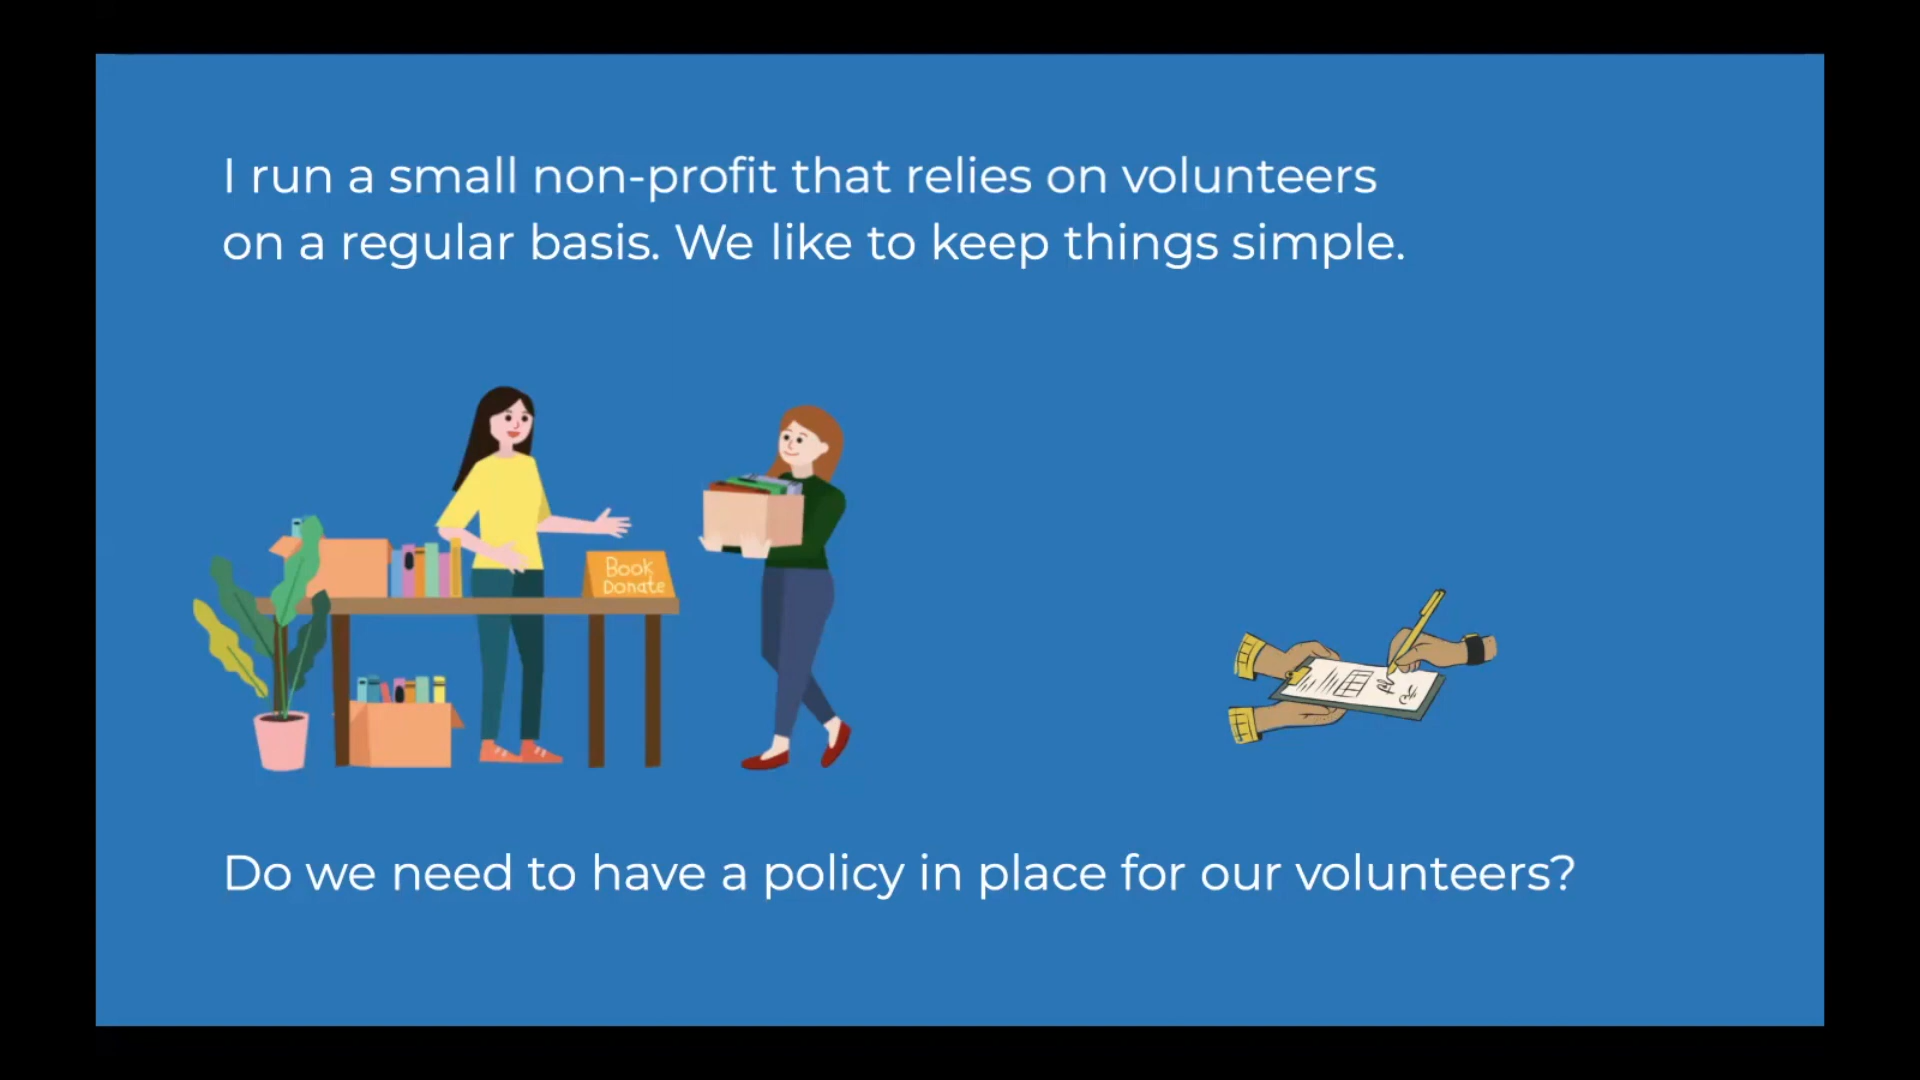 I run a small non-profit that relies on volunteers
on a regular basis. We like to keep things simple.
Book
Donate
Do we need to have a policy in place for our volunteers?